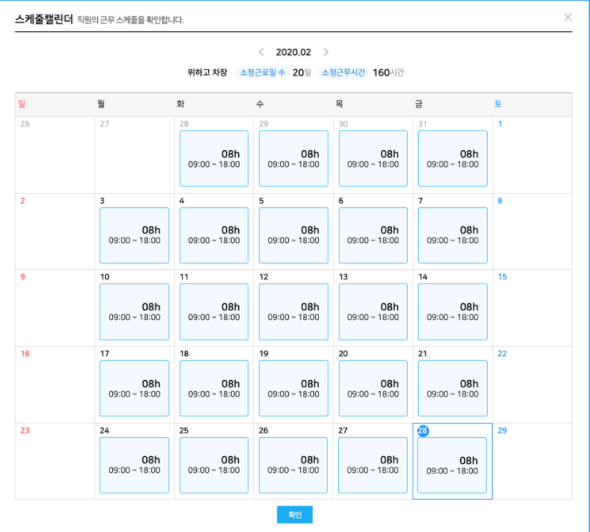 스케줄캘린더 직원의 근무 스케줄을 확인합니다. ×
< 2020.02 >
위하고 차장 소정근로일 수 20일 소정근무시간 160시간
일 월 화 수 목 금 토
26 27 28 29 30 31 1
08h 08h 08h 08h
09:00 ~ 18:00 09:00 ~ 18:00 09:00 ~ 18:00 09:00 ~ 18:00
2 3 4 5 6 7 8
08h 08h 08h 08h 08h
09:00 ~ 18:00 09:00 ~ 18:00 09:00 ~ 18:00 09:00 ~ 18:00 09:00 ~ 18:00
9 10 11 12 13 14 15
08h 08h 08h 08h 08h
09:00 ~ 18:00 09:00 ~ 18:00 09:00 ~ 18:00 09:00 ~ 18:00 09:00 ~ 18:00
16 17 18 19 20 21 22
08h 08h 08h 08h 08h
09:00 ~ 18:00 09:00 ~ 18:00 09:00 ~ 18:00 09:00 ~ 18:00 09:00 ~ 18:00
23 24 25 26 27 28 29
08h 08h 08h 08h 08h
09:00 ~ 18:00 09:00 ~ 18:00 09:00 ~ 18:00 09:00 ~ 18:00 09:00 ~ 18:00
확인